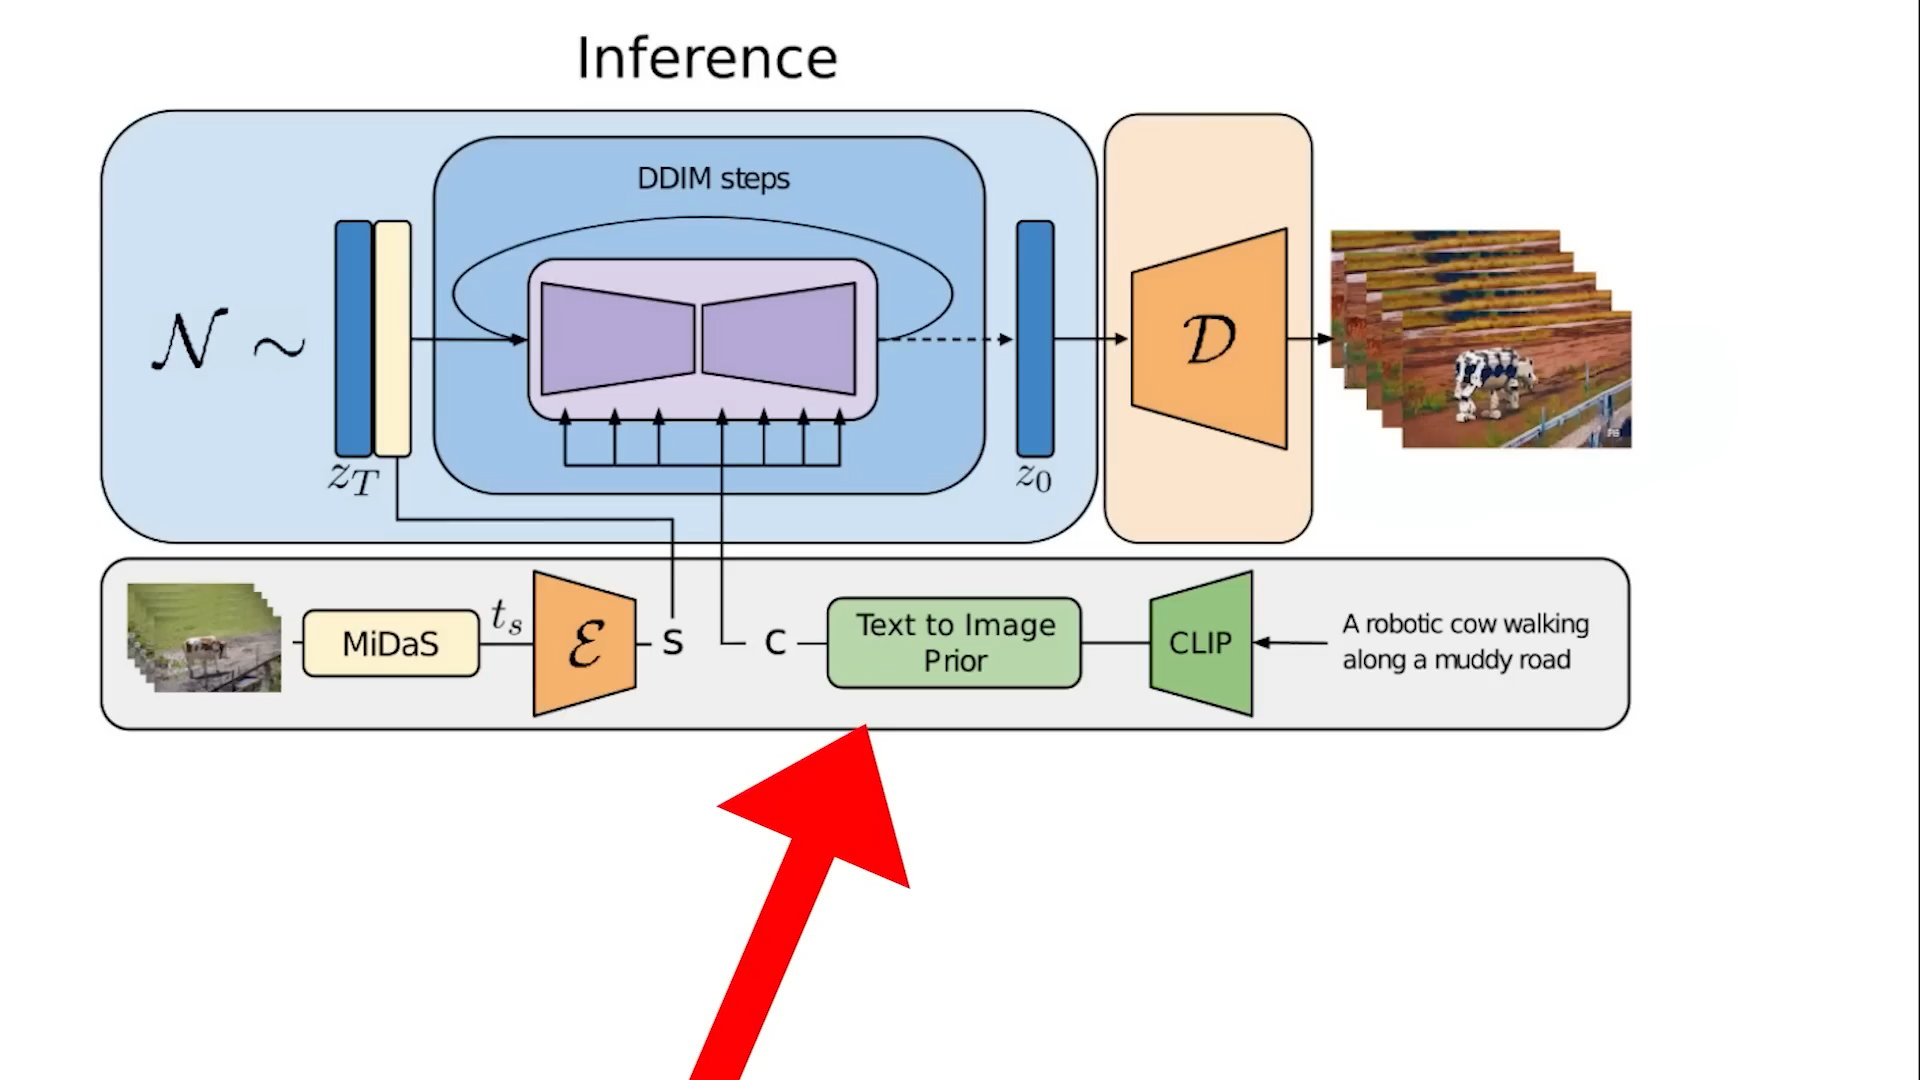 Inference
DDIM steps
𝒩 ~
z_T
z_0
𝒟
MiDaS
t_s
ℰ
s
c
Text to Image
Prior
CLIP
A robotic cow walking
along a muddy road